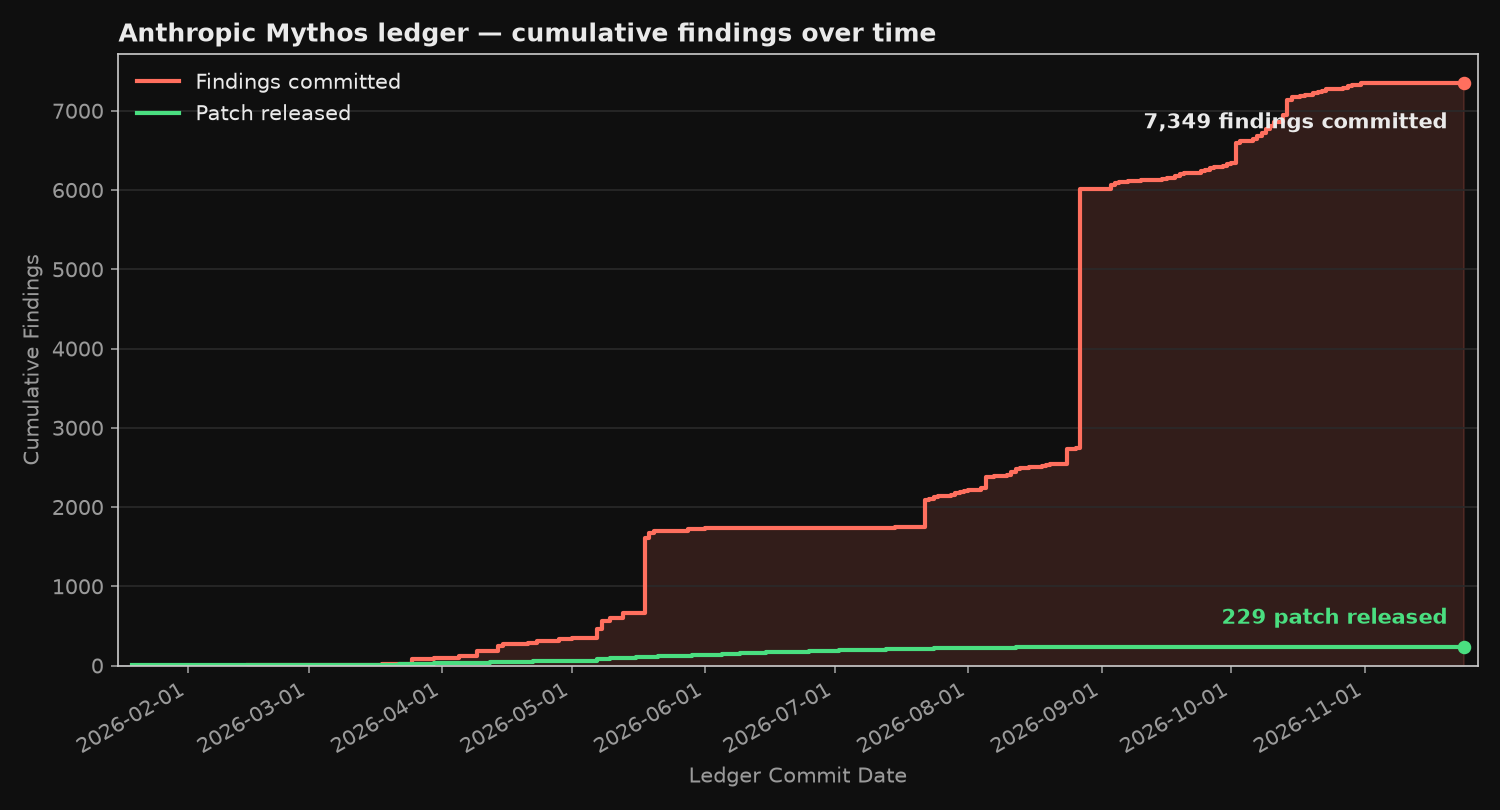 Anthropic Mythos ledger — cumulative findings over time
Findings committed
Patch released
7,349 findings committed
229 patch released
Cumulative Findings
7000
6000
5000
4000
3000
2000
1000
0
2026-02-01
2026-03-01
2026-04-01
2026-05-01
2026-06-01
2026-07-01
2026-08-01
2026-09-01
2026-10-01
2026-11-01
Ledger Commit Date